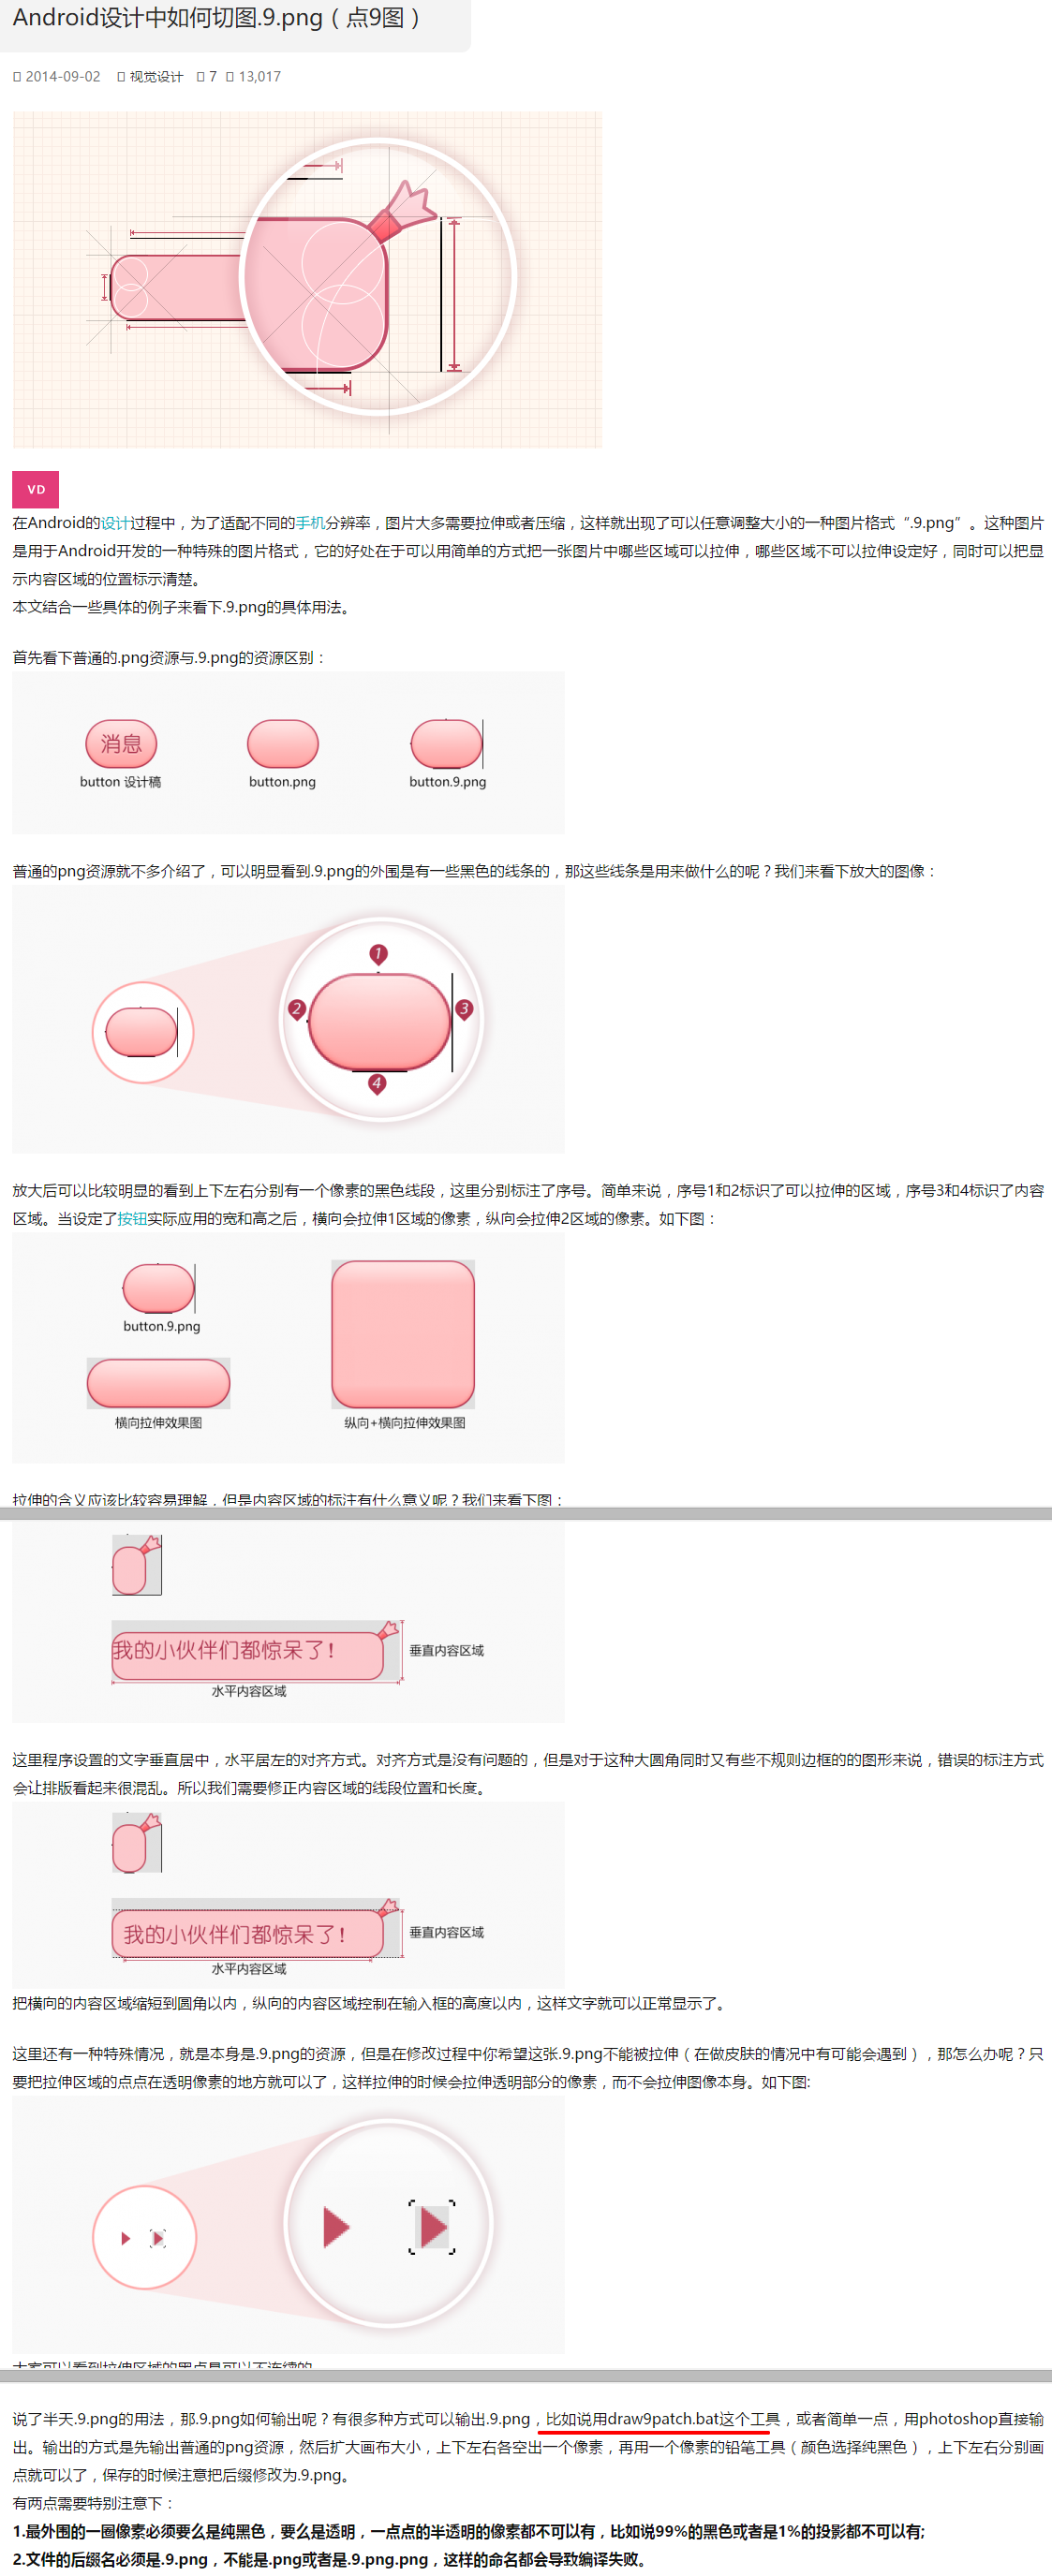 Android设计中如何切图.9.png（点9图）
2014-09-02 视觉设计 7 13,017
VD
在Android的设计过程中，为了适配不同的手机分辨率，图片大多需要拉伸或者压缩，这样就出现了可以任意调整大小的一种图片格式“.9.png”。这种图片
是用于Android开发的一种特殊的图片格式，它的好处在于可以用简单的方式把一张图片中哪些区域可以拉伸，哪些区域不可以拉伸设定好，同时可以把显
示内容区域的位置标示清楚。
本文结合一些具体的例子来看下.9.png的具体用法。
首先看下普通的.png资源与.9.png的资源区别：
消息
button 设计稿 button.png button.9.png
普通的png资源就不多介绍了，可以明显看到.9.png的外围是有一些黑色的线条的，那这些线条是用来做什么的呢？我们来看下放大的图像：
1
2 3
4
放大后可以比较明显的看到上下左右分别有一个像素的黑色线段，这里分别标注了序号。简单来说，序号1和2标识了可以拉伸的区域，序号3和4标识了内容
区域。当设定了按钮实际应用的宽和高之后，横向会拉伸1区域的像素，纵向会拉伸2区域的像素。如下图：
button.9.png
横向拉伸效果图 纵向+横向拉伸效果图
拉伸的含义应该比较容易理解，但是内容区域的标注有什么意义呢？我们来看下图：
我的小伙伴们都惊呆了！ 垂直内容区域
水平内容区域
这里程序设置的文字垂直居中，水平居左的对齐方式。对齐方式是没有问题的，但是对于这种大圆角同时又有些不规则边框的的图形来说，错误的标注方式
会让排版看起来很混乱。所以我们需要修正内容区域的线段位置和长度。
我的小伙伴们都惊呆了！ 垂直内容区域
水平内容区域
把横向的内容区域缩短到圆角以内，纵向的内容区域控制在输入框的高度以内，这样文字就可以正常显示了。
这里还有一种特殊情况，就是本身是.9.png的资源，但是在修改过程中你希望这张.9.png不能被拉伸（在做皮肤的情况中有可能会遇到），那怎么办呢？只
要把拉伸区域的点点在透明像素的地方就可以了，这样拉伸的时候会拉伸透明部分的像素，而不会拉伸图像本身。如下图:
大家可以看到拉伸区域的黑点是可以不连续的
说了半天.9.png的用法，那.9.png如何输出呢？有很多种方式可以输出.9.png，比如说用draw9patch.bat这个工具，或者简单一点，用photoshop直接输
出。输出的方式是先输出普通的png资源，然后扩大画布大小，上下左右各空出一个像素，再用一个像素的铅笔工具（颜色选择纯黑色），上下左右分别画
点就可以了，保存的时候注意把后缀修改为.9.png。
有两点需要特别注意下：
1.最外围的一圈像素必须要么是纯黑色，要么是透明，一点点的半透明的像素都不可以有，比如说99%的黑色或者是1%的投影都不可以有;
2.文件的后缀名必须是.9.png，不能是.png或者是.9.png.png，这样的命名都会导致编译失败。